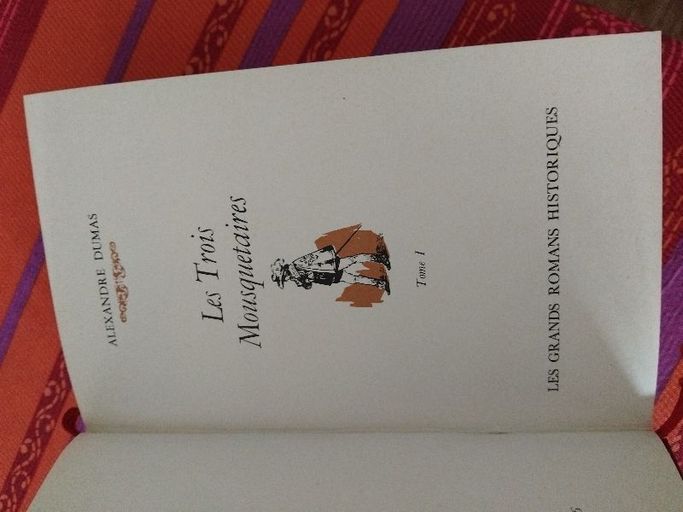 ALEXANDRE DUMAS
Les Trois
Mousquetaires
Tome I
LES GRANDS ROMANS HISTORIQUES